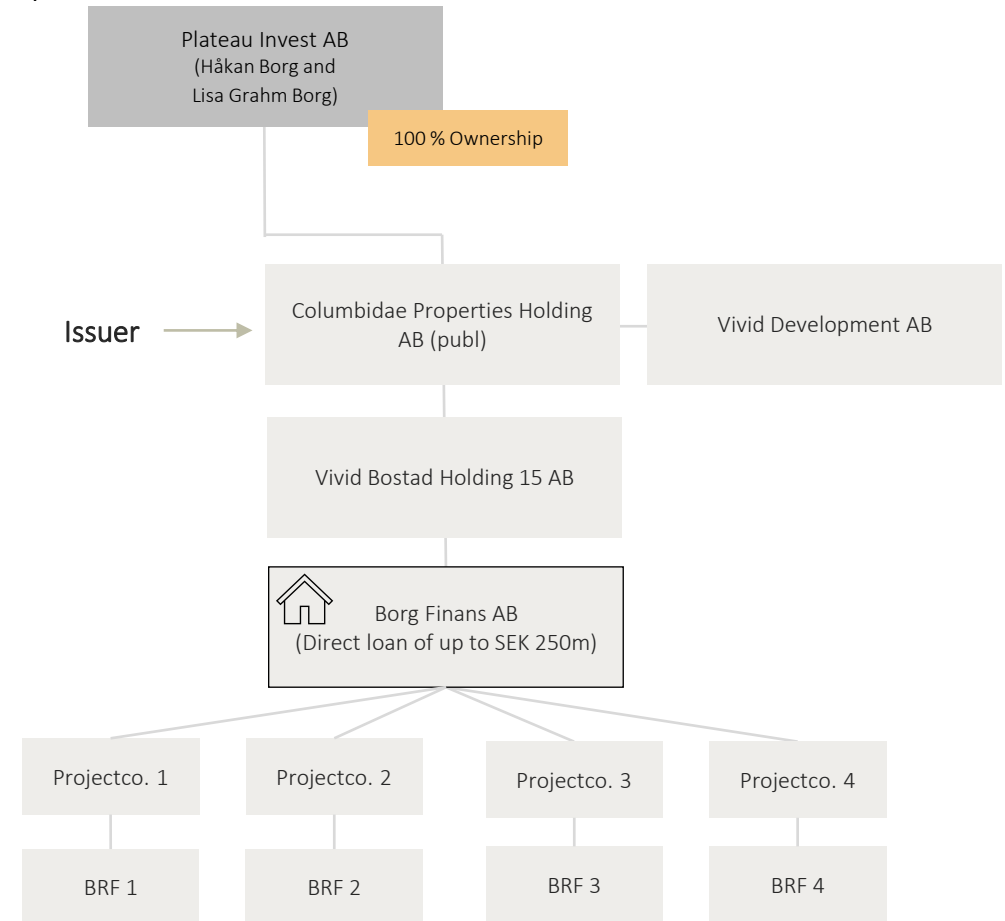 Plateau Invest AB
(Håkan Borg and
Lisa Grahm Borg)
100 % Ownership
Issuer
Columbidae Properties Holding
AB (publ)
Vivid Development AB
Vivid Bostad Holding 15 AB
Borg Finans AB
(Direct loan of up to SEK 250m)
Projectco. 1
Projectco. 2
Projectco. 3
Projectco. 4
BRF 1
BRF 2
BRF 3
BRF 4